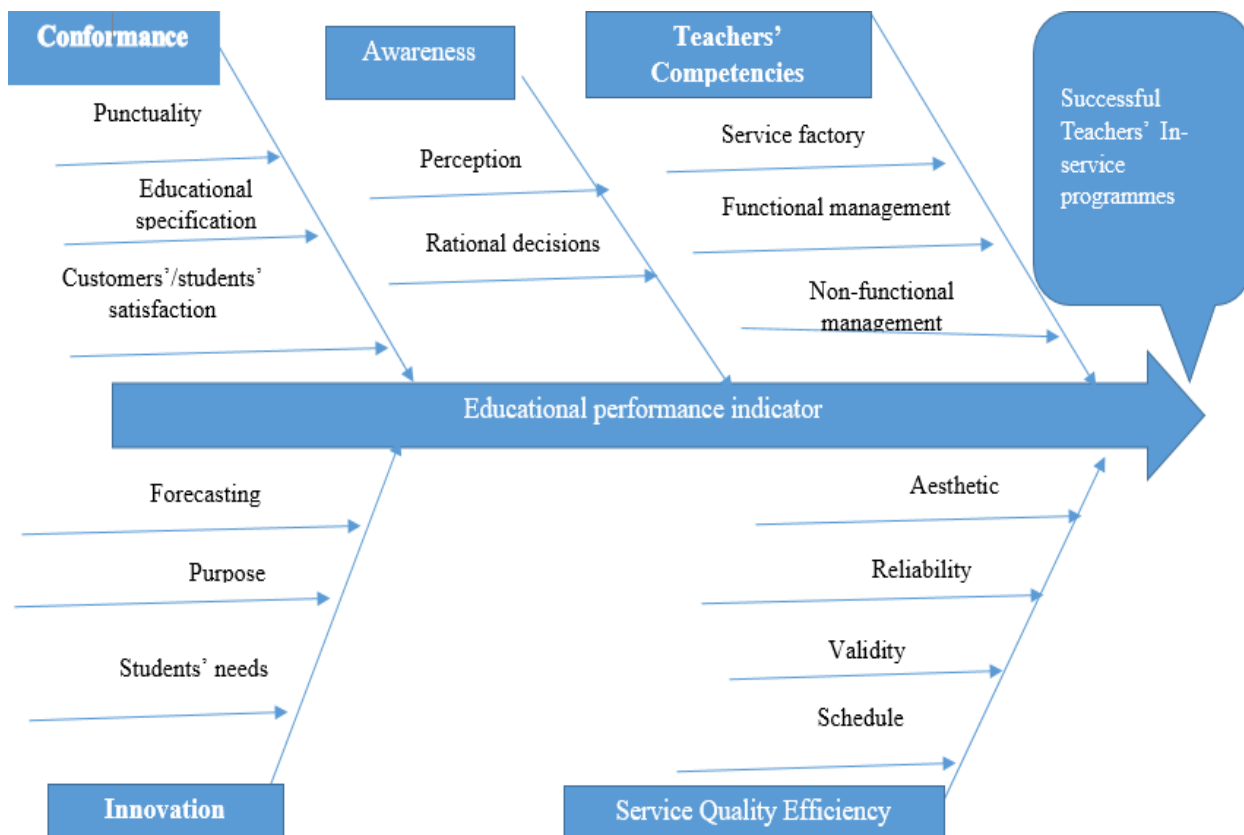 Conformance
Punctuality
Educational
specification
Customers’/students’
satisfaction
Awareness
Perception
Rational decisions
Teachers’
Competencies
Service factory
Functional management
Non-functional
management
Successful
Teachers’ In-
service
programmes
Educational performance indicator
Forecasting
Purpose
Students’ needs
Innovation
Aesthetic
Reliability
Validity
Schedule
Service Quality Efficiency